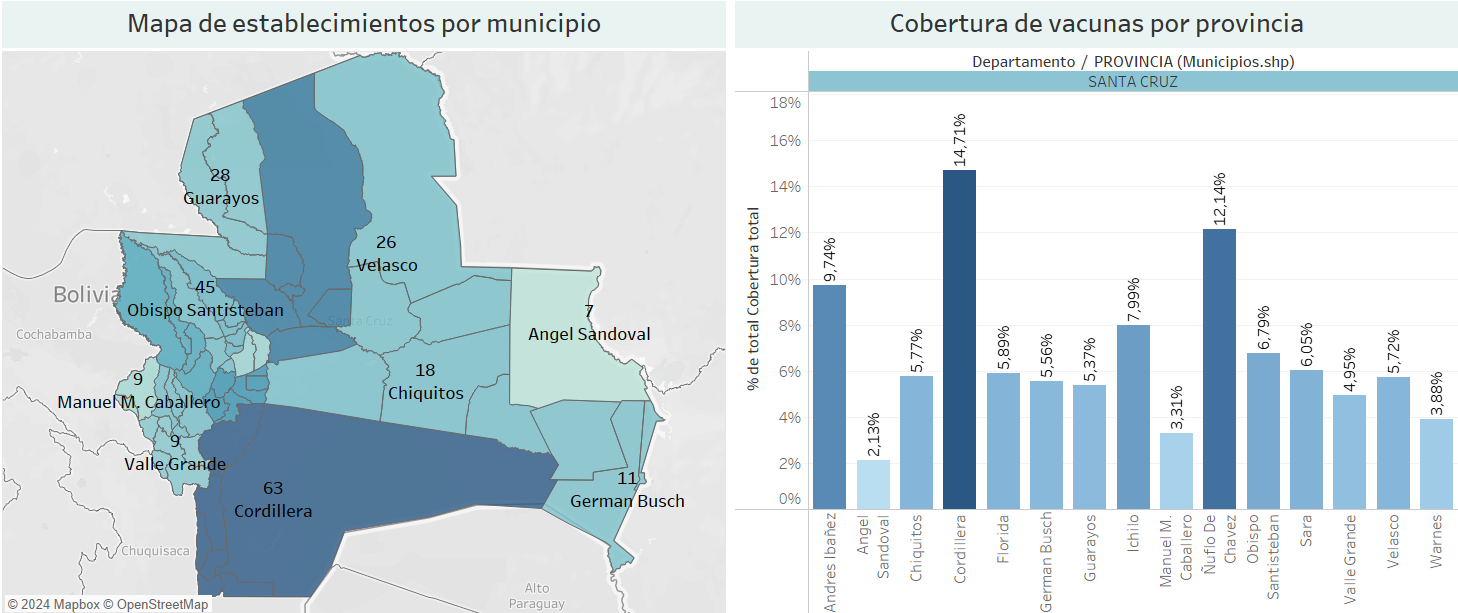 Mapa de establecimientos por municipio
28
Guarayos
26
Velasco
45
Obispo Santisteban
Bolivia
Cochabamba
Santa Cruz
7
Angel Sandoval
18
Chiquitos
9
Manuel M. Caballero
9
Valle Grande
63
Cordillera
11
German Busch
Chuquisaca
Alto
Paraguay
© 2024 Mapbox © OpenStreetMap
Cobertura de vacunas por provincia
Departamento / PROVINCIA (Municipios.shp)
SANTA CRUZ
% de total Cobertura total
18%
16%
14%
12%
10%
8%
6%
4%
2%
0%
9,74%
2,13%
5,77%
14,71%
5,89%
5,56%
5,37%
7,99%
3,31%
12,14%
6,79%
6,05%
4,95%
5,72%
3,88%
Andres Ibañez
Angel
Sandoval
Chiquitos
Cordillera
Florida
German Busch
Guarayos
Ichilo
Manuel M.
Caballero
Ñuflo De
Chavez
Obispo
Santisteban
Sara
Valle Grande
Velasco
Warnes